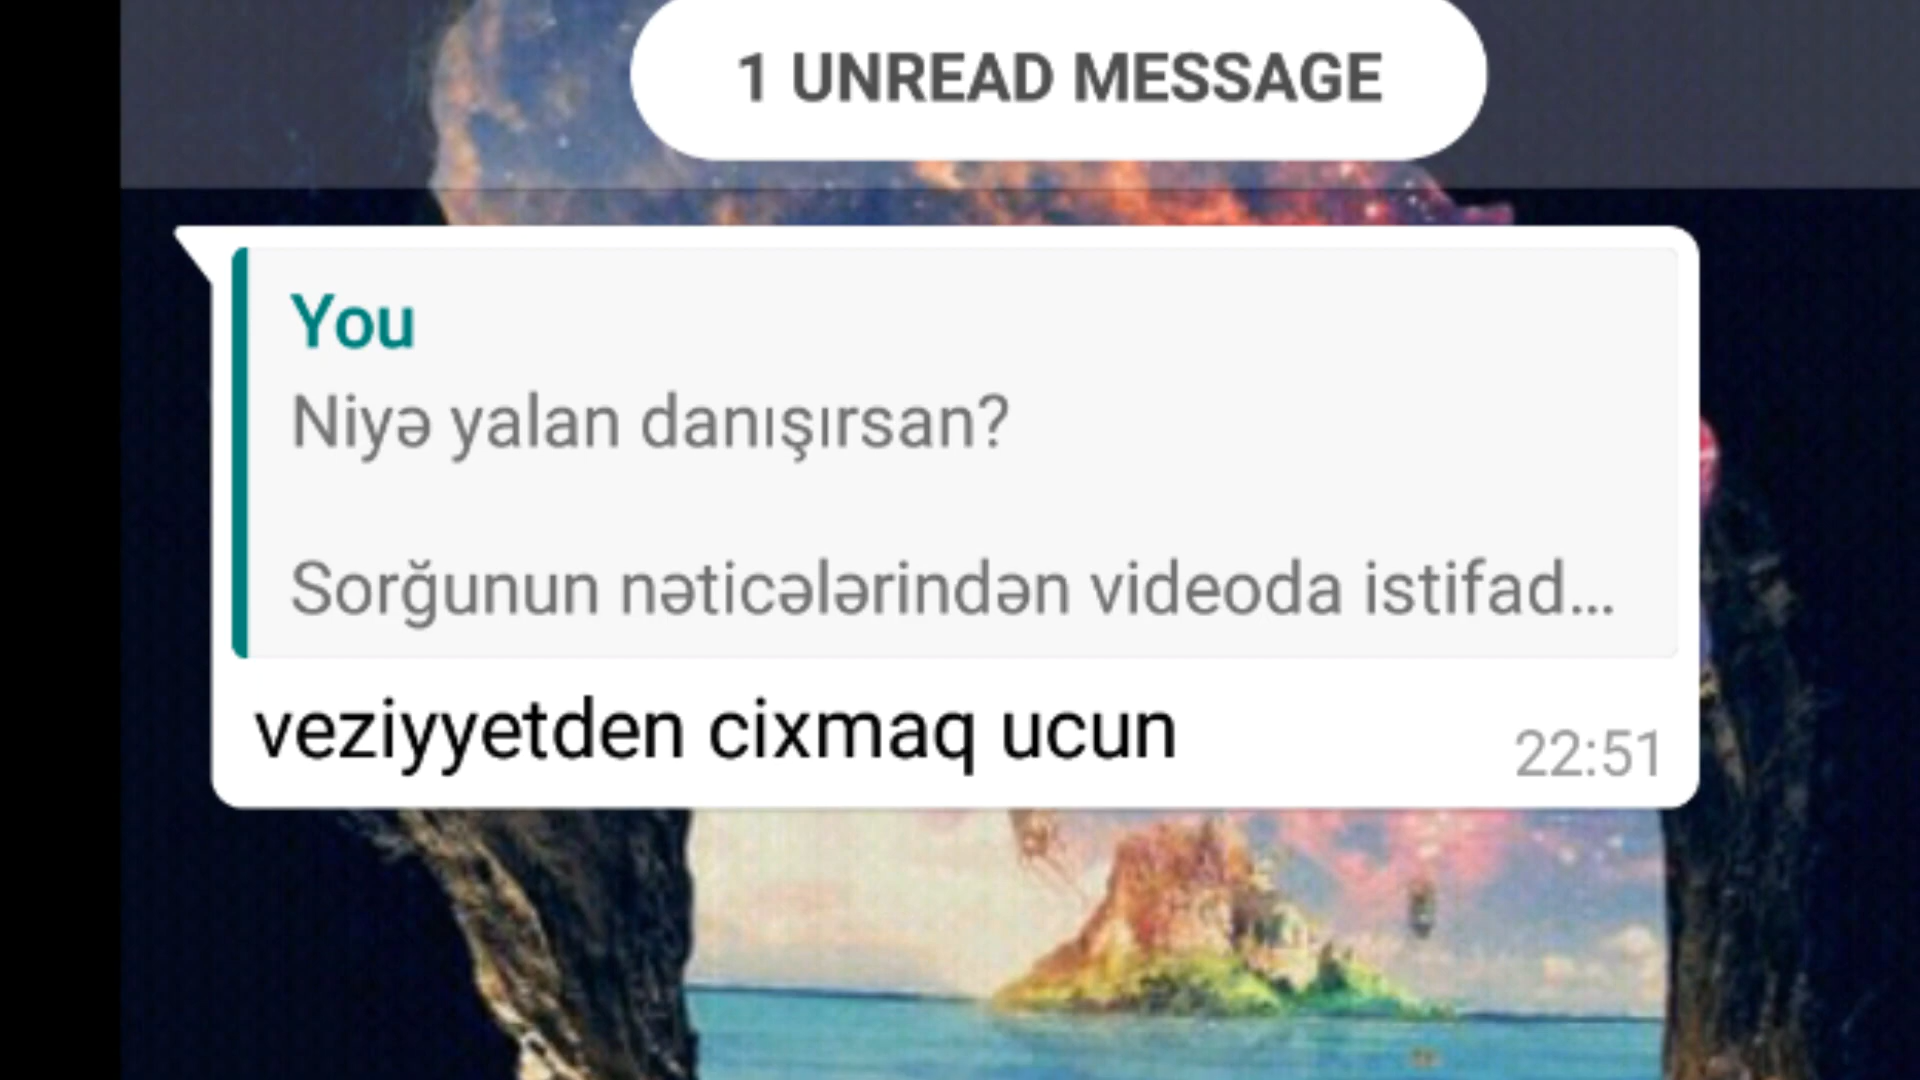 1 UNREAD MESSAGE
You
Niyə yalan danışırsan?
Sorğunun nəticələrindən videoda istifad...
veziyyetden cixmaq ucun
22:51